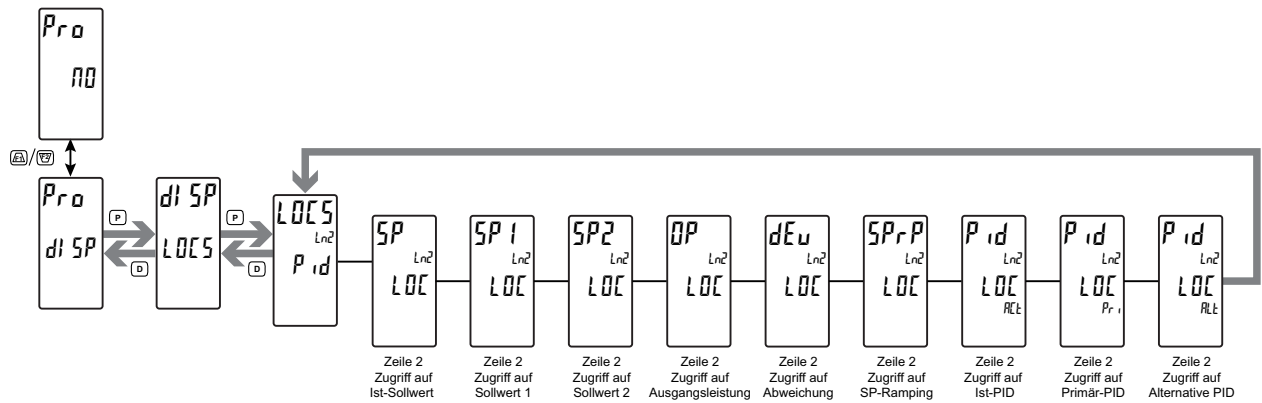 Pro
NO
/
Pro
dISP
P
D
dISP
LOCS
P
D
LOCS
Ln2
Pid
SP
Ln2
LOC
Zeile 2
Zugriff auf
Ist-Sollwert
SP1
Ln2
LOC
Zeile 2
Zugriff auf
Sollwert 1
SP2
Ln2
LOC
Zeile 2
Zugriff auf
Sollwert 2
OP
Ln2
LOC
Zeile 2
Zugriff auf
Ausgangsleistung
dEv
Ln2
LOC
Zeile 2
Zugriff auf
Abweichung
SPrP
Ln2
LOC
Zeile 2
Zugriff auf
SP-Ramping
Pid
Ln2
LOC
ACt
Zeile 2
Zugriff auf
Ist-PID
Pid
Ln2
LOC
Pri
Zeile 2
Zugriff auf
Primär-PID
Pid
Ln2
LOC
ALt
Zeile 2
Zugriff auf
Alternative PID